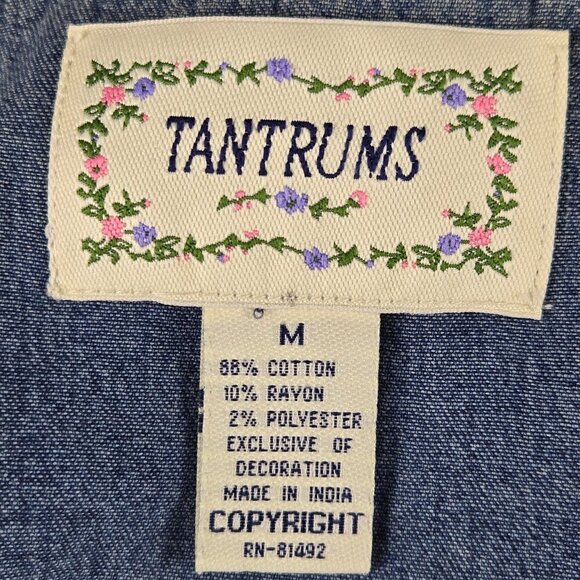 TANTRUMS
M
88% COTTON
10% RAYON
2% POLYESTER
EXCLUSIVE OF
DECORATION
MADE IN INDIA
COPYRIGHT
RN-81492